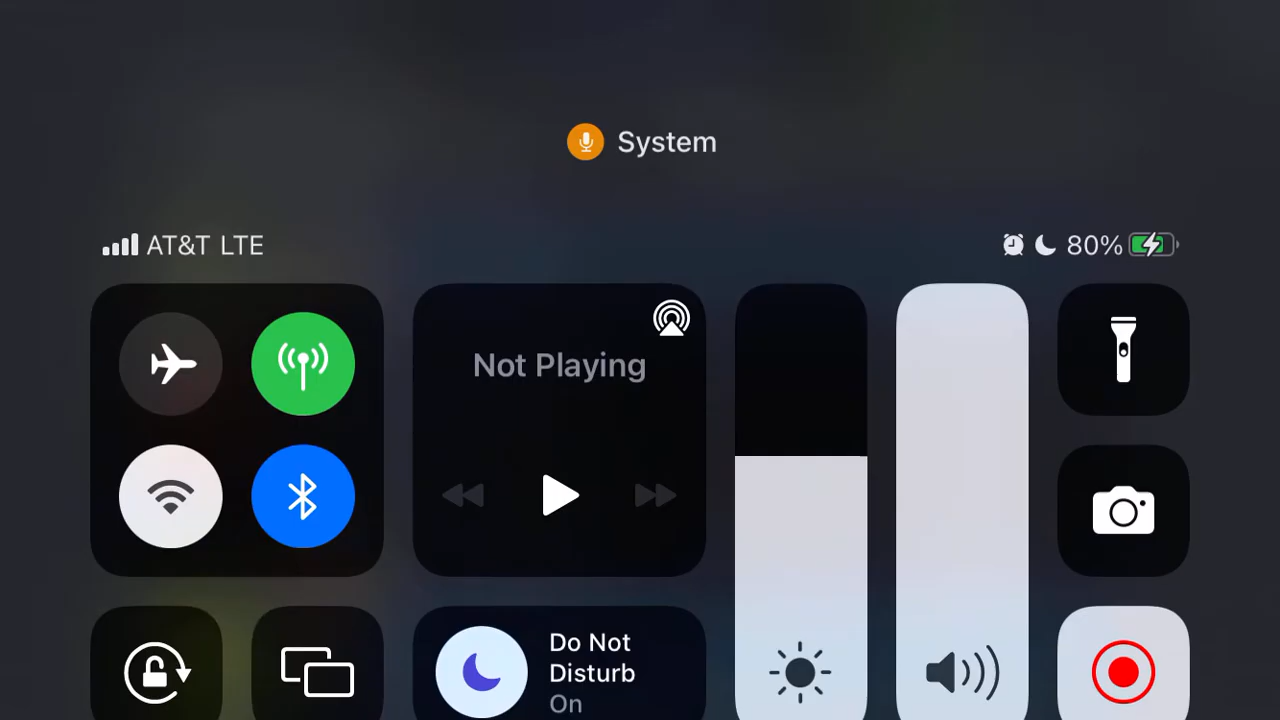 System
AT&T LTE
80%
Not Playing
Do Not
Disturb
On